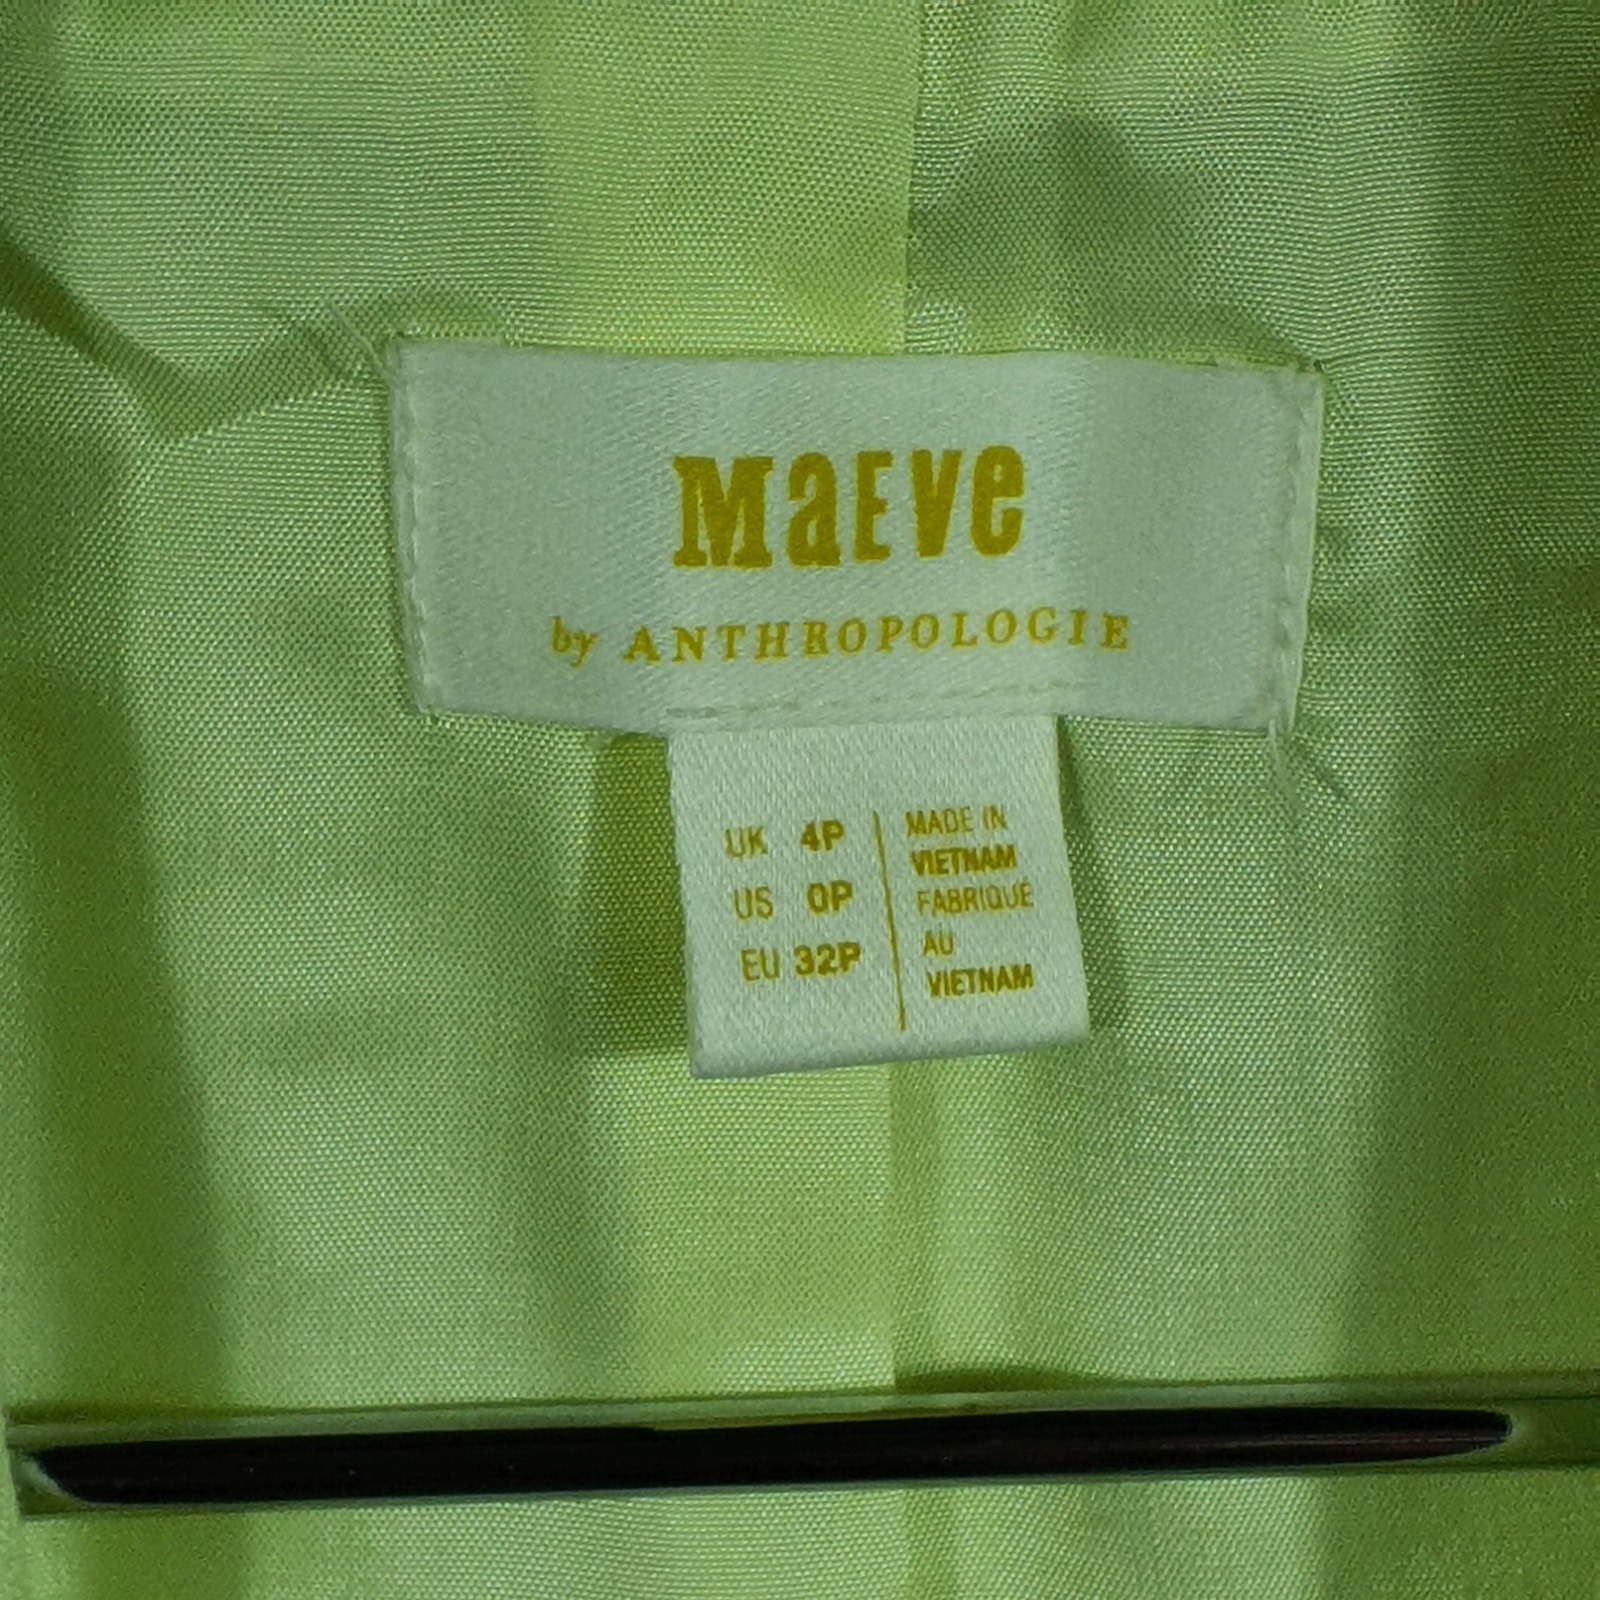 MAEVE
by ANTHROPOLOGIE
UK 4P
US 0P
EU 32P
MADE IN
VIETNAM
FABRIQUÉ
AU
VIETNAM